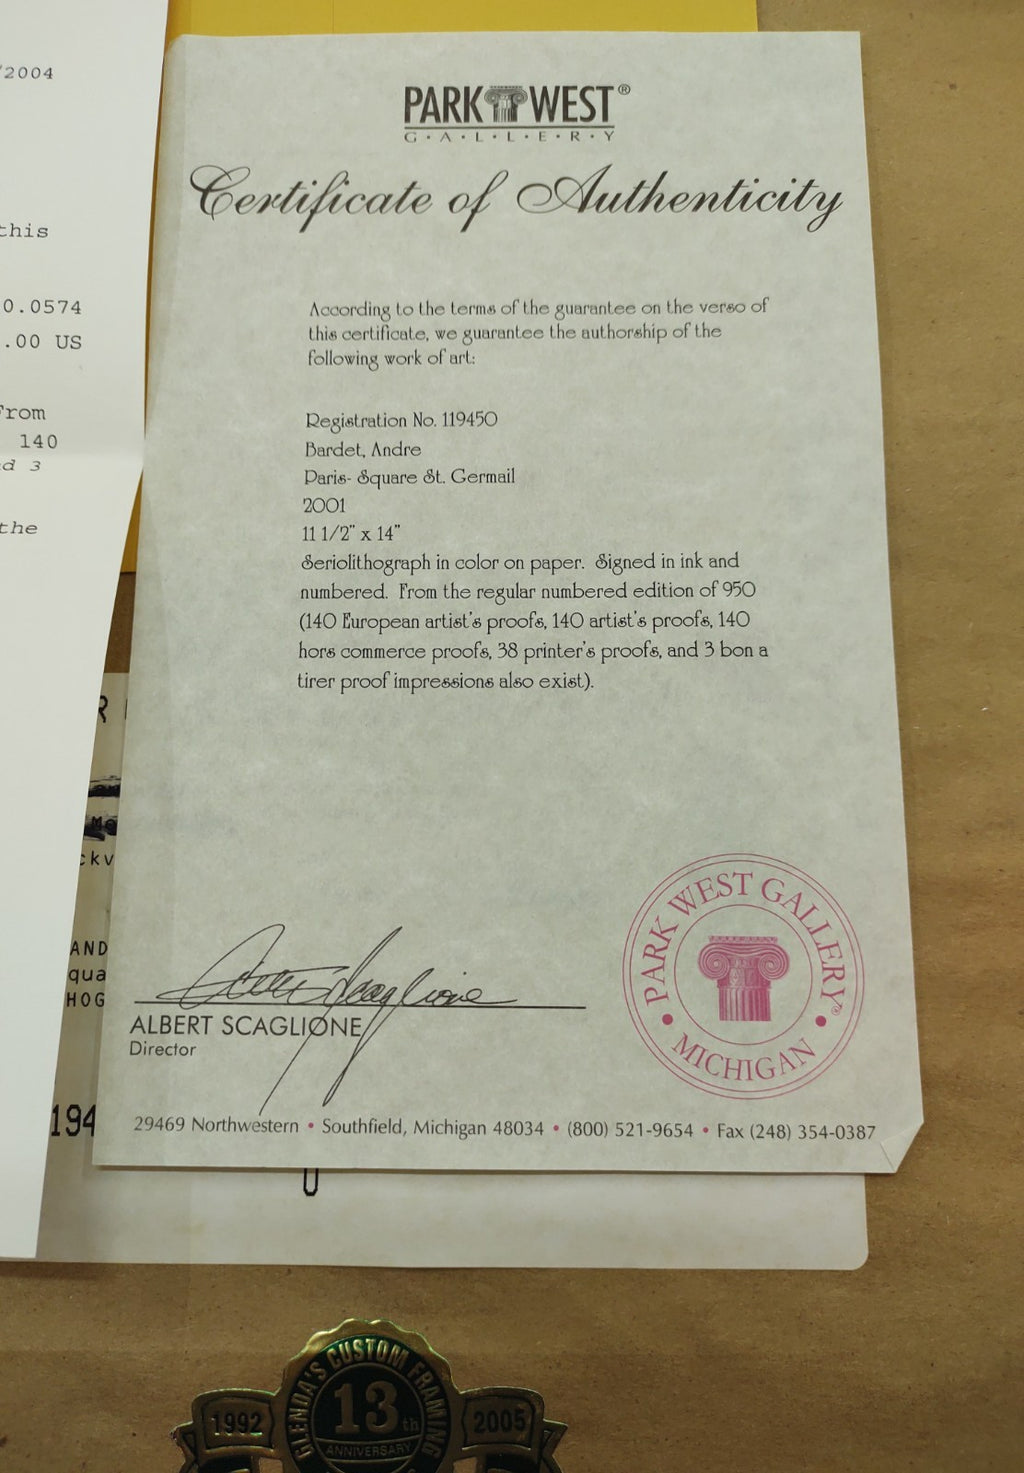 /2004
this
0.0574
.00 US
From
140
d 3
the
PARK WEST®
G·A·L·L·E·R·Y
Certificate of Authenticity
According to the terms of the guarantee on the verso of
this certificate, we guarantee the authorship of the
following work of art:
Registration No. 119450
Bardet, Andre
Paris- Square St. Germail
2001
11 1/2" x 14"
Seriolithograph in color on paper. Signed in ink and
numbered. From the regular numbered edition of 950
(140 European artist's proofs, 140 artist's proofs, 140
hors commerce proofs, 38 printer's proofs, and 3 bon a
tirer proof impressions also exist).
R
ckv
AND
qua
HOG
194
Albert Scaglione
ALBERT SCAGLIONE
Director
PARK WEST GALLERY®
• MICHIGAN •
29469 Northwestern • Southfield, Michigan 48034 • (800) 521-9654 • Fax (248) 354-0387
GLENDA'S CUSTOM FRAMING
1992
13th
2005
ANNIVERSARY